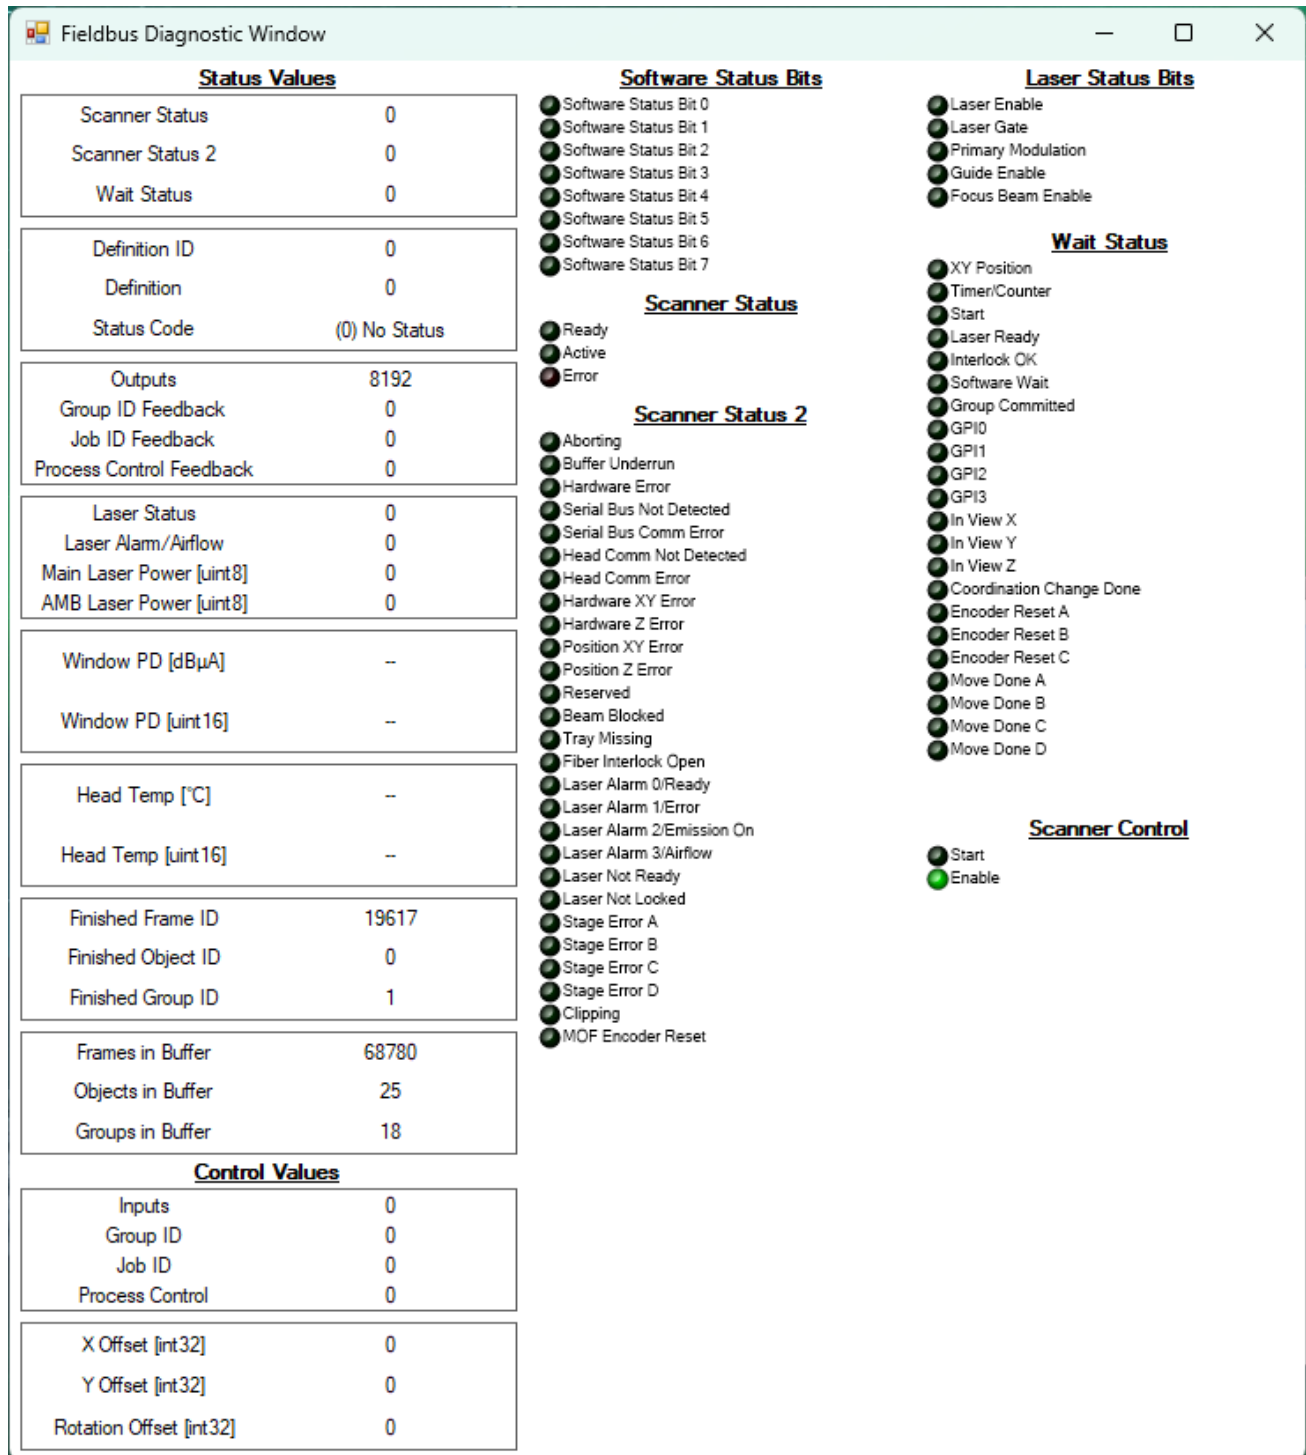 Fieldbus Diagnostic Window
Status Values
Scanner Status 0
Scanner Status 2 0
Wait Status 0
Definition ID 0
Definition 0
Status Code (0) No Status
Outputs 8192
Group ID Feedback 0
Job ID Feedback 0
Process Control Feedback 0
Laser Status 0
Laser Alarm/Airflow 0
Main Laser Power [uint8] 0
AMB Laser Power [uint8] 0
Window PD [dBµA] --
Window PD [uint16] --
Head Temp [°C] --
Head Temp [uint16] --
Finished Frame ID 19617
Finished Object ID 0
Finished Group ID 1
Frames in Buffer 68780
Objects in Buffer 25
Groups in Buffer 18
Control Values
Inputs 0
Group ID 0
Job ID 0
Process Control 0
X Offset [int32] 0
Y Offset [int32] 0
Rotation Offset [int32] 0
Software Status Bits
Software Status Bit 0
Software Status Bit 1
Software Status Bit 2
Software Status Bit 3
Software Status Bit 4
Software Status Bit 5
Software Status Bit 6
Software Status Bit 7
Scanner Status
Ready
Active
Error
Scanner Status 2
Aborting
Buffer Underrun
Hardware Error
Serial Bus Not Detected
Serial Bus Comm Error
Head Comm Not Detected
Head Comm Error
Hardware XY Error
Hardware Z Error
Position XY Error
Position Z Error
Reserved
Beam Blocked
Tray Missing
Fiber Interlock Open
Laser Alarm 0/Ready
Laser Alarm 1/Error
Laser Alarm 2/Emission On
Laser Alarm 3/Airflow
Laser Not Ready
Laser Not Locked
Stage Error A
Stage Error B
Stage Error C
Stage Error D
Clipping
MOF Encoder Reset
Laser Status Bits
Laser Enable
Laser Gate
Primary Modulation
Guide Enable
Focus Beam Enable
Wait Status
XY Position
Timer/Counter
Start
Laser Ready
Interlock OK
Software Wait
Group Committed
GPI0
GPI1
GPI2
GPI3
In View X
In View Y
In View Z
Coordination Change Done
Encoder Reset A
Encoder Reset B
Encoder Reset C
Move Done A
Move Done B
Move Done C
Move Done D
Scanner Control
Start
Enable